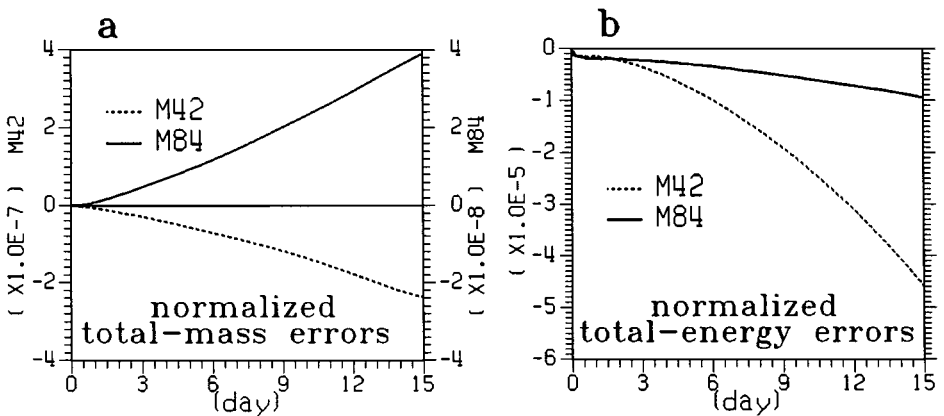 a
M42
M84
( X1.0E-7 ) M42
4
2
0
-2
-4
4
2
0
-2
-4
( X1.0E-8 ) M84
normalized
total-mass errors
0 3 6 9 12 15
(day)
b
( X1.0E-5 )
0
-1
-2
-3
-4
-5
-6
M42
M84
normalized
total-energy errors
0 3 6 9 12 15
(day)